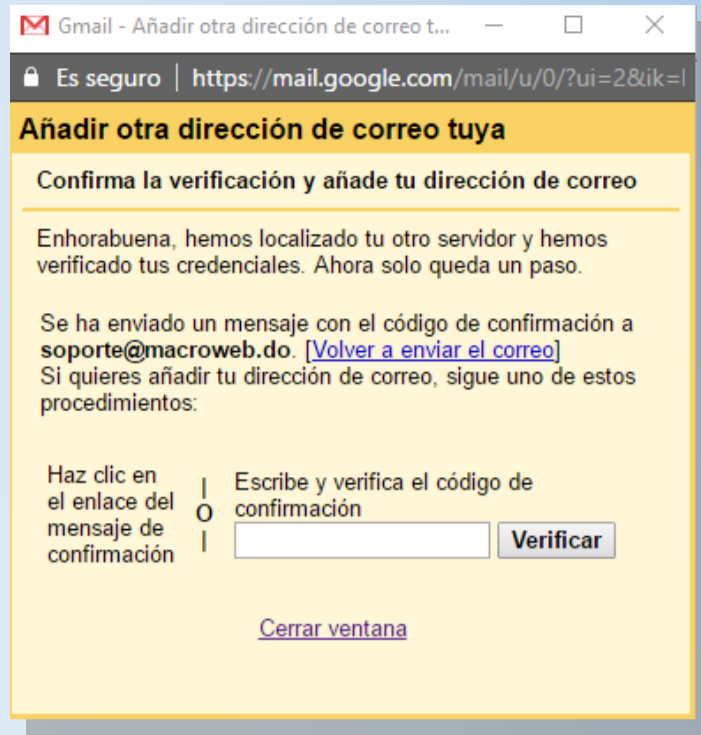 Gmail - Añadir otra dirección de correo t...
Es seguro | https://mail.google.com/mail/u/0/?ui=2&ik=
Añadir otra dirección de correo tuya
Confirma la verificación y añade tu dirección de correo
Enhorabuena, hemos localizado tu otro servidor y hemos
verificado tus credenciales. Ahora solo queda un paso.
Se ha enviado un mensaje con el código de confirmación a
soporte@macroweb.do. [Volver a enviar el correo]
Si quieres añadir tu dirección de correo, sigue uno de estos
procedimientos:
Haz clic en
el enlace del
mensaje de
confirmación
|
O
|
Escribe y verifica el código de
confirmación
Verificar
Cerrar ventana